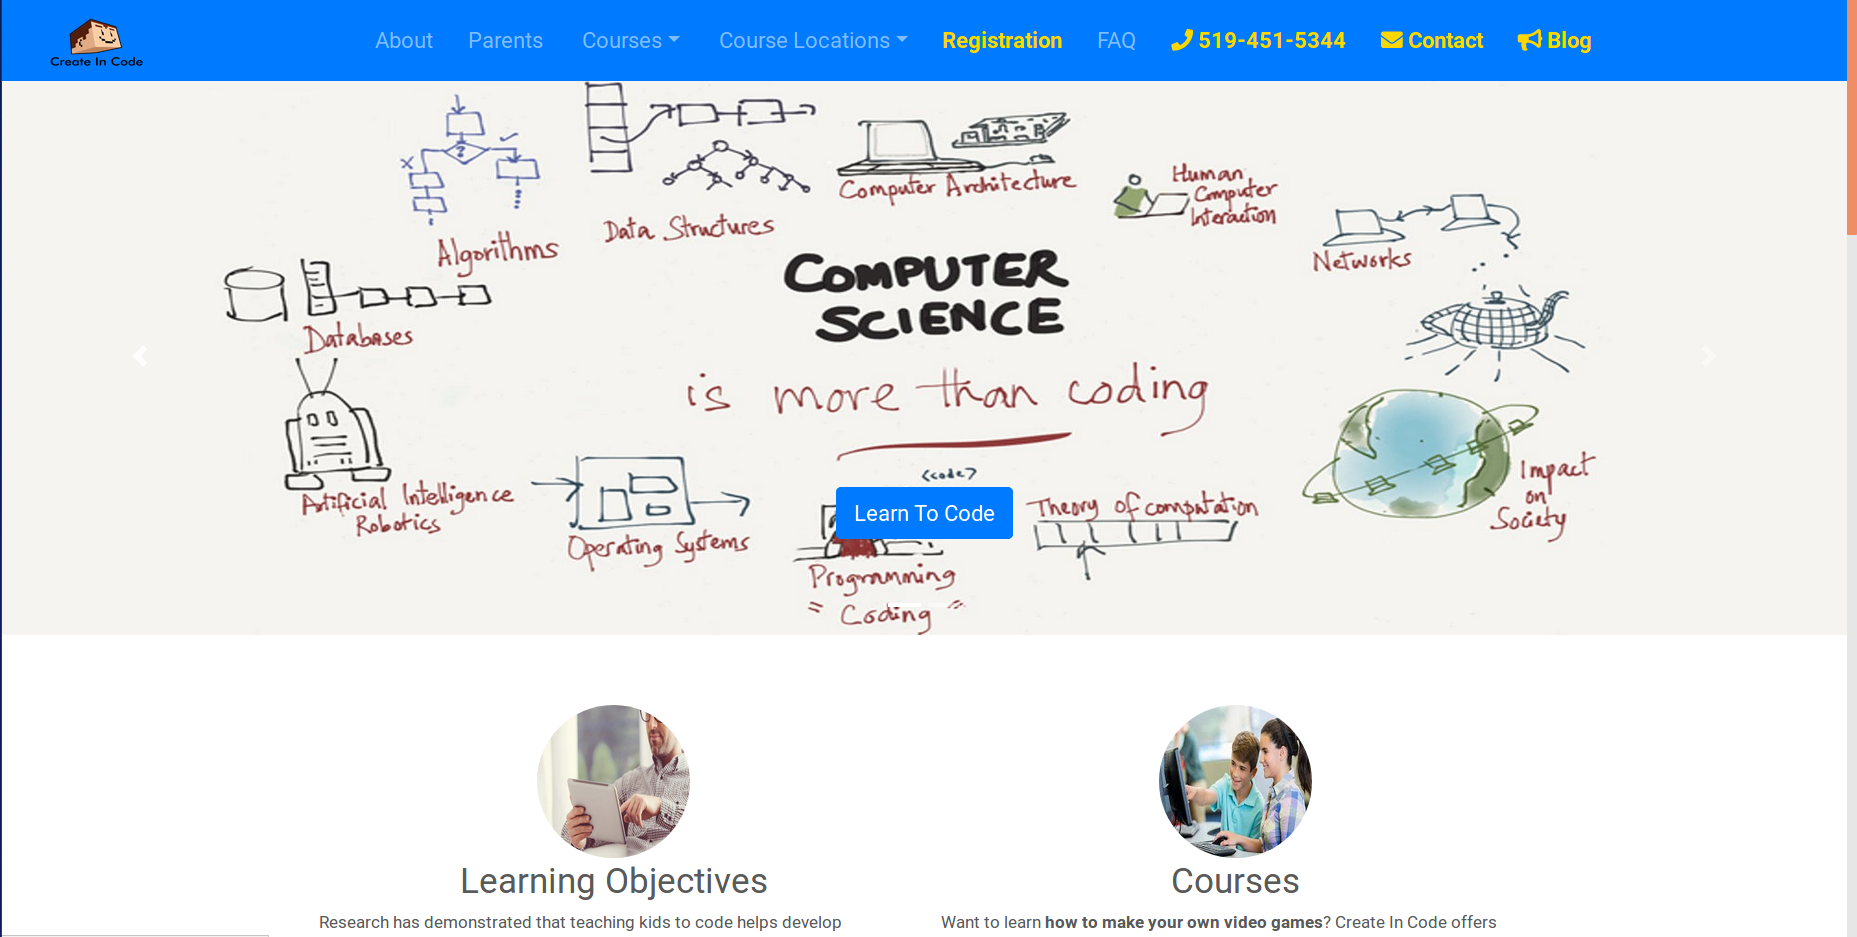 Create In Code
About Parents Courses Course Locations Registration FAQ 519-451-5344 Contact Blog
Algorithms
Data Structures
Computer Architecture
Human
Computer
Interaction
Networks
Databases
COMPUTER
SCIENCE
is more than coding
Artificial Intelligence
Robotics
Operating Systems
<code>
Learn To Code
Programming
= Coding =
Theory of computation
Impact
on
Society
Learning Objectives
Research has demonstrated that teaching kids to code helps develop
Courses
Want to learn how to make your own video games? Create In Code offers